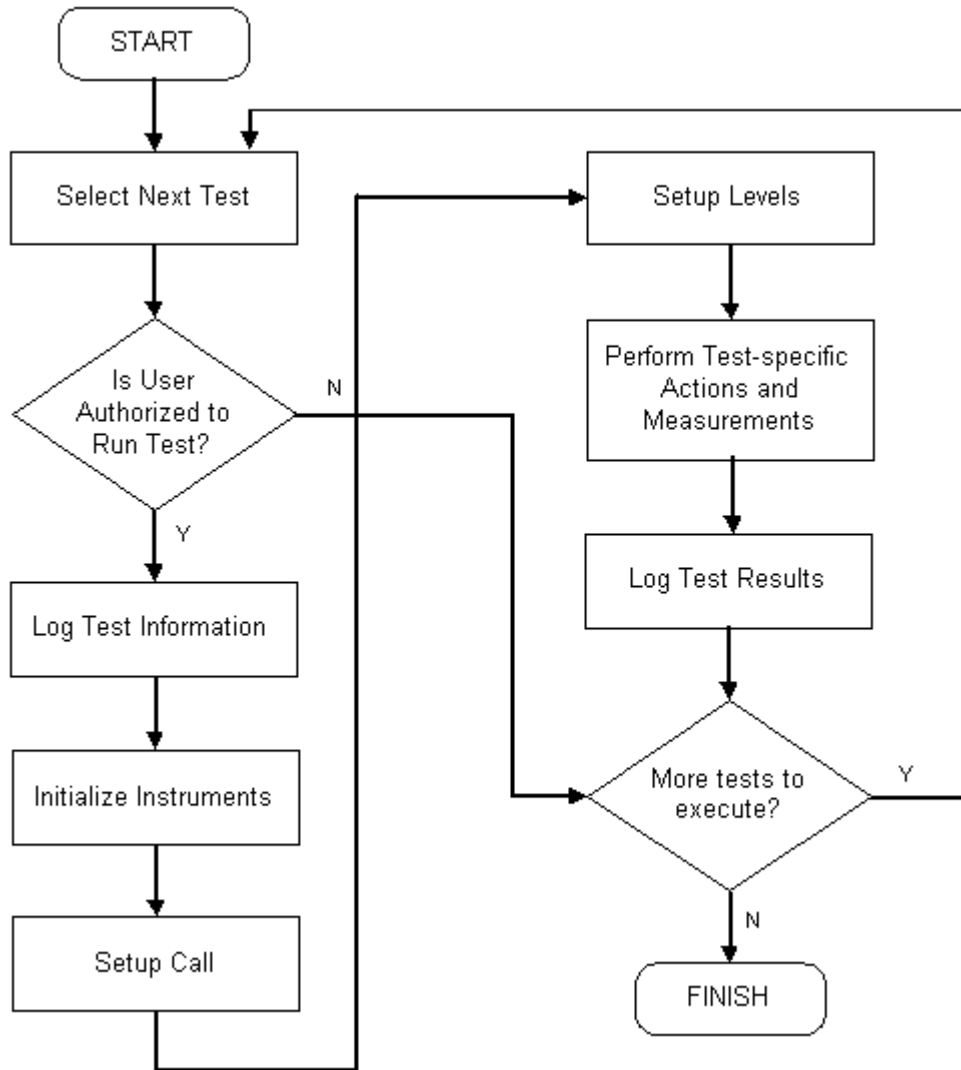 START
Select Next Test
Is User
Authorized to
Run Test?
N
Y
Log Test Information
Initialize Instruments
Setup Call
Setup Levels
Perform Test-specific
Actions and
Measurements
Log Test Results
More tests to
execute?
Y
N
FINISH